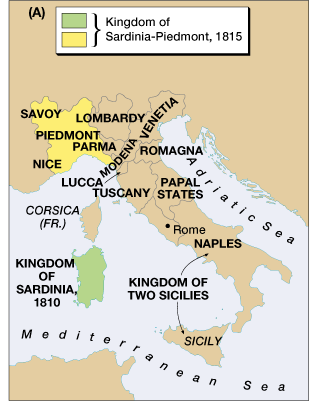 (A)
Kingdom of
Sardinia-Piedmont, 1815
SAVOY
LOMBARDY
VENETIA
PIEDMONT
PARMA
MODENA
ROMAGNA
NICE
LUCCA
TUSCANY
PAPAL
STATES
Adriatic Sea
CORSICA
(FR.)
Rome
NAPLES
KINGDOM
OF
SARDINIA,
1810
KINGDOM OF
TWO SICILIES
SICILY
Mediterranean Sea